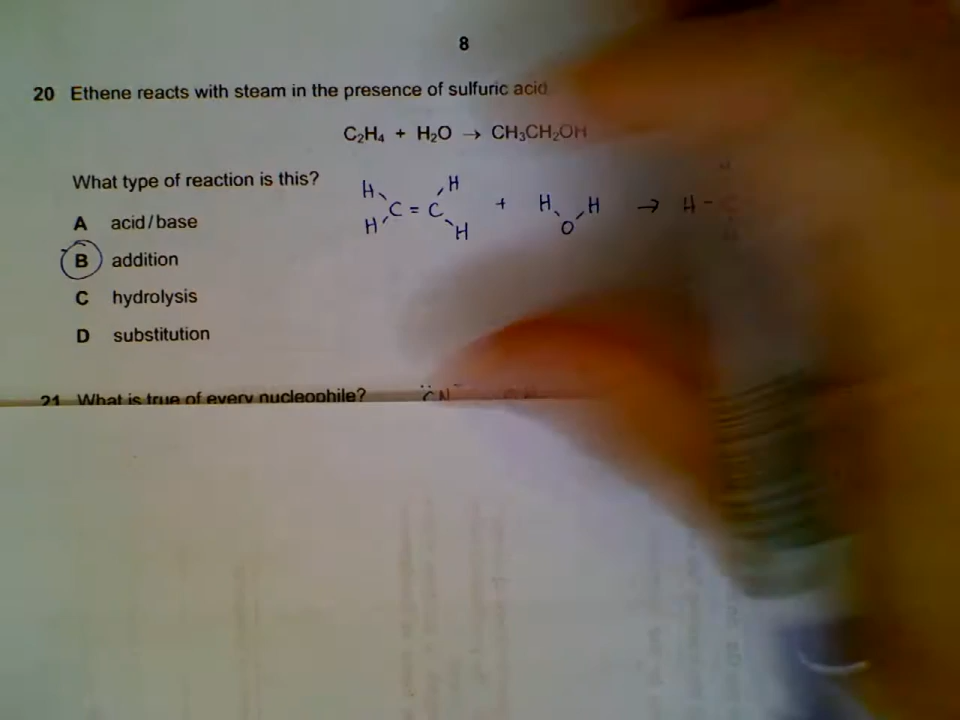 8
20 Ethene reacts with steam in the presence of sulfuric acid
C₂H₄ + H₂O → CH₃CH₂OH
What type of reaction is this?
H H
C = C + H H → H -
H H O
A acid/base
B addition
C hydrolysis
D substitution
21 What is true of every nucleophile? CN⁻